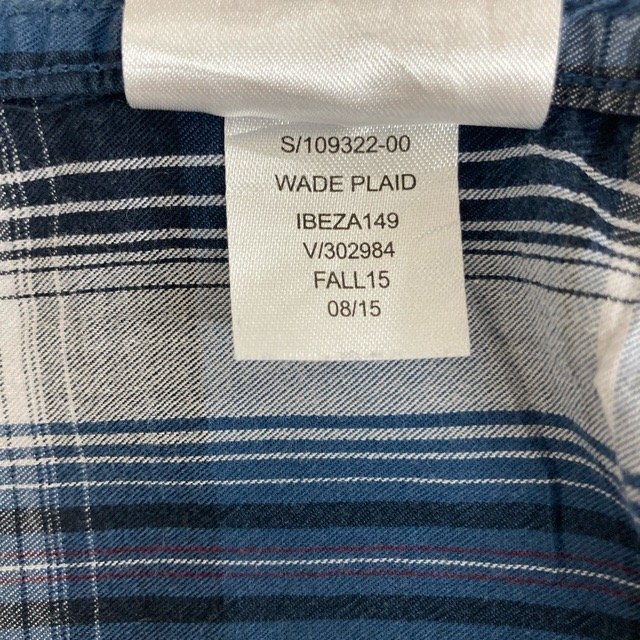 S/109322-00
WADE PLAID
IBEZA149
V/302984
FALL15
08/15